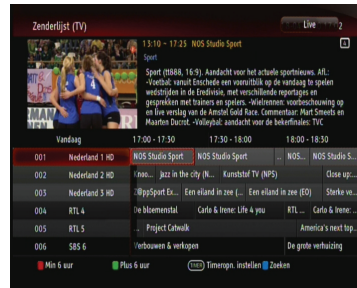 Zenderlijst (TV) Live 2
13:10 ~ 17:25 NOS Studio Sport
Sport
Sport (tt888, 16:9). Aandacht voor het actuele sportnieuws. Afl.:
-Voetbal: vanuit Enschede een vooruitblik op de vandaag te spelen
wedstrijden in de Eredivisie, met verschillende reportages en
gesprekken met trainers en spelers. -Wielrennen: voorbeschouwing op
en live verslag van de Amstel Gold Race. Commentaar: Mart Smeets en
Maarten Ducrot. -Volleybal: aandacht voor de bekerfinales: TVC
Vandaag 17:00 - 17:30 17:30 - 18:00 18:00 - 18:30
001 Nederland 1 HD NOS Studio Sport NOS Studio Sport ... NOS... NOS Studio S...
002 Nederland 2 HD Knoo... Jazz in the city (N... Kunststof TV (NPS) Close up:...
003 Nederland 3 HD Z@ppSport Ex... Een eiland in zee (... Een eiland in zee (EO) Sterke ve...
004 RTL 4 De bloemenstal Carlo & Irene: Life 4 you RTL ... Carlo & Irene: ...
005 RTL 5 ... Project Catwalk America's next top..
006 SBS 6 Verbouwen & verkopen De grote verhuizing
Min 6 uur Plus 6 uur TIMER Timeropn. instellen Zoeken